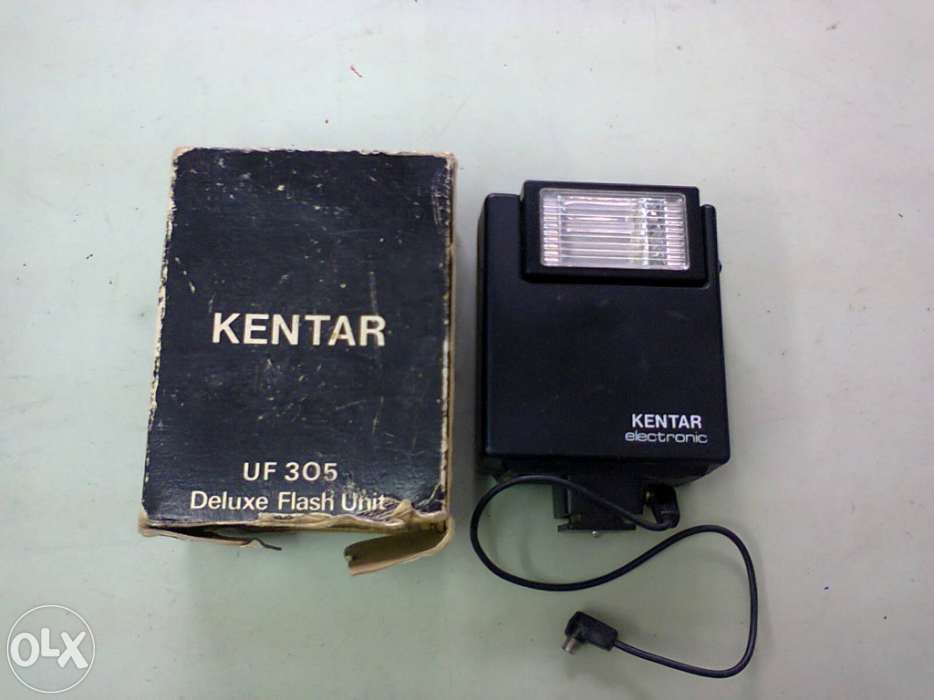 KENTAR
UF 305
Deluxe Flash Unit
KENTAR
electronic
OLX